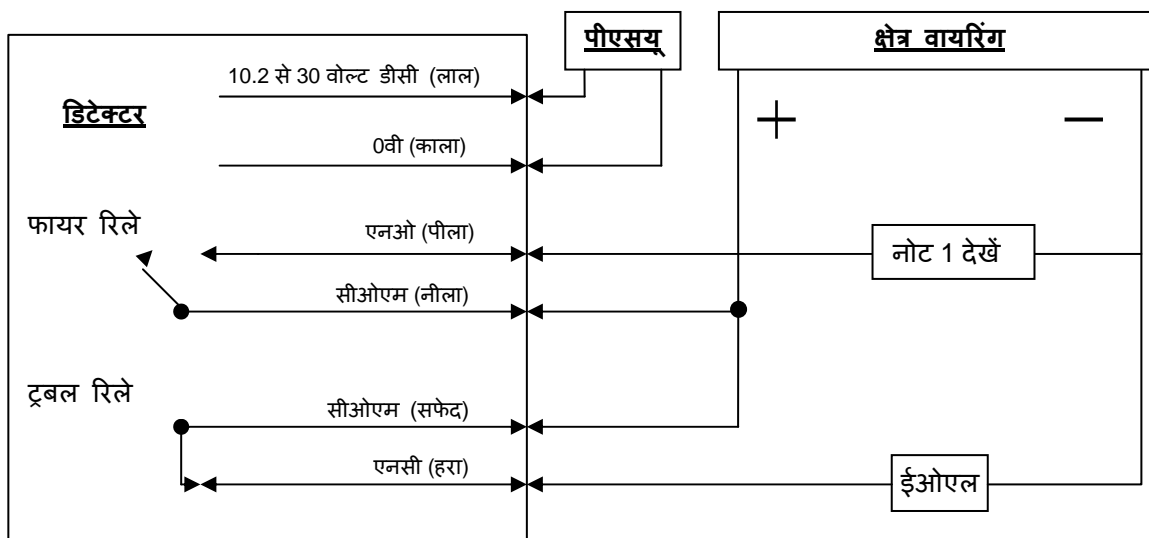 पीएसयू
क्षेत्र वायरिंग
10.2 से 30 वोल्ट डीसी (लाल)
डिटेक्टर
+
—
0वी (काला)
फायर रिले
एनओ (पीला)
नोट 1 देखें
सीओएम (नीला)
ट्रबल रिले
सीओएम (सफेद)
एनसी (हरा)
ईओएल